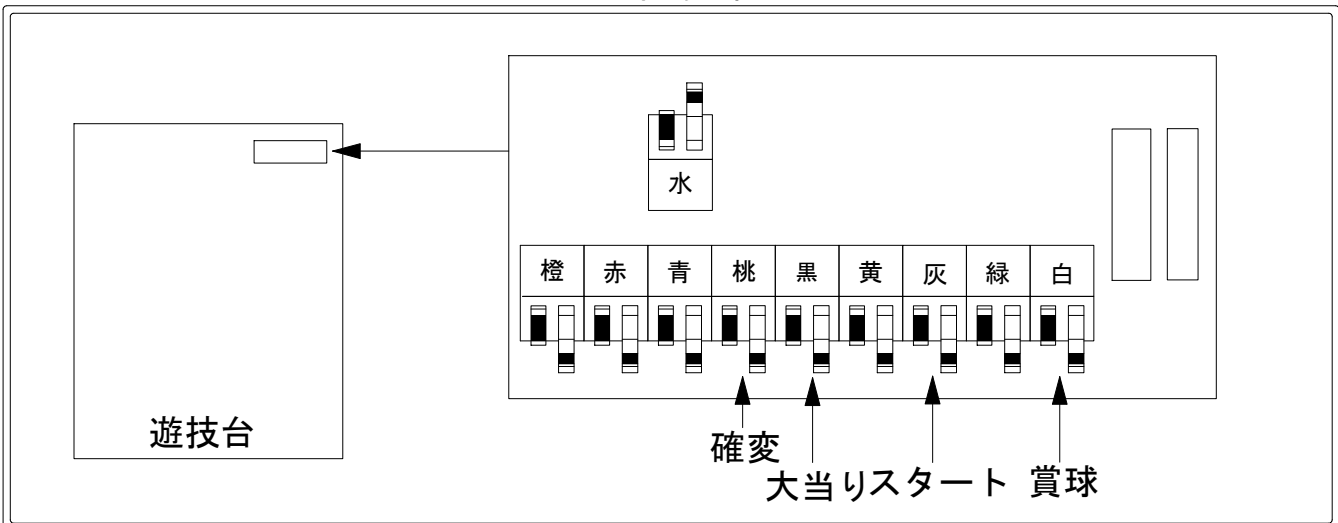 水
橙 赤 青 桃 黒 黄 灰 緑 白
遊技台
確変
大当り スタート 賞球